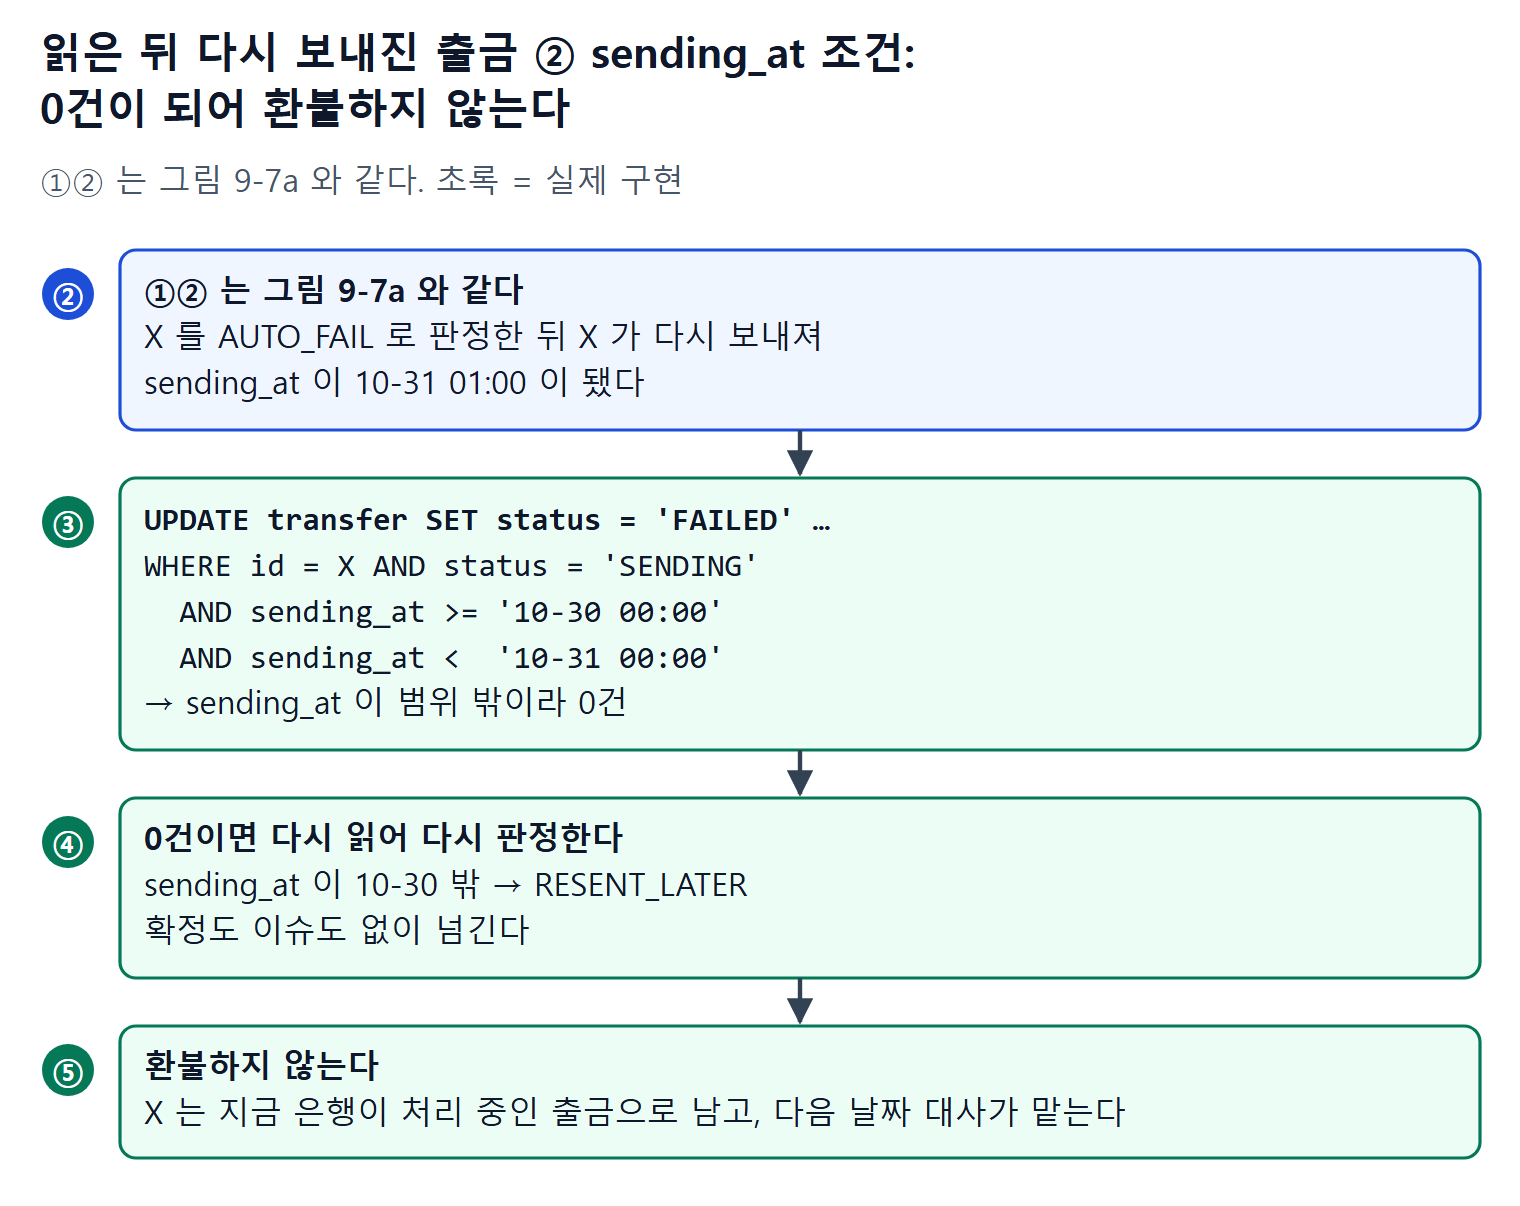 읽은 뒤 다시 보내진 출금 ② sending_at 조건:
0건이 되어 환불하지 않는다
①② 는 그림 9-7a 와 같다. 초록 = 실제 구현
②
①② 는 그림 9-7a 와 같다
X 를 AUTO_FAIL 로 판정한 뒤 X 가 다시 보내져
sending_at 이 10-31 01:00 이 됐다
③
UPDATE transfer SET status = 'FAILED' …
WHERE id = X AND status = 'SENDING'
  AND sending_at >= '10-30 00:00'
  AND sending_at <  '10-31 00:00'
→ sending_at 이 범위 밖이라 0건
④
0건이면 다시 읽어 다시 판정한다
sending_at 이 10-30 밖 → RESENT_LATER
확정도 이슈도 없이 넘긴다
⑤
환불하지 않는다
X 는 지금 은행이 처리 중인 출금으로 남고, 다음 날짜 대사가 맡는다